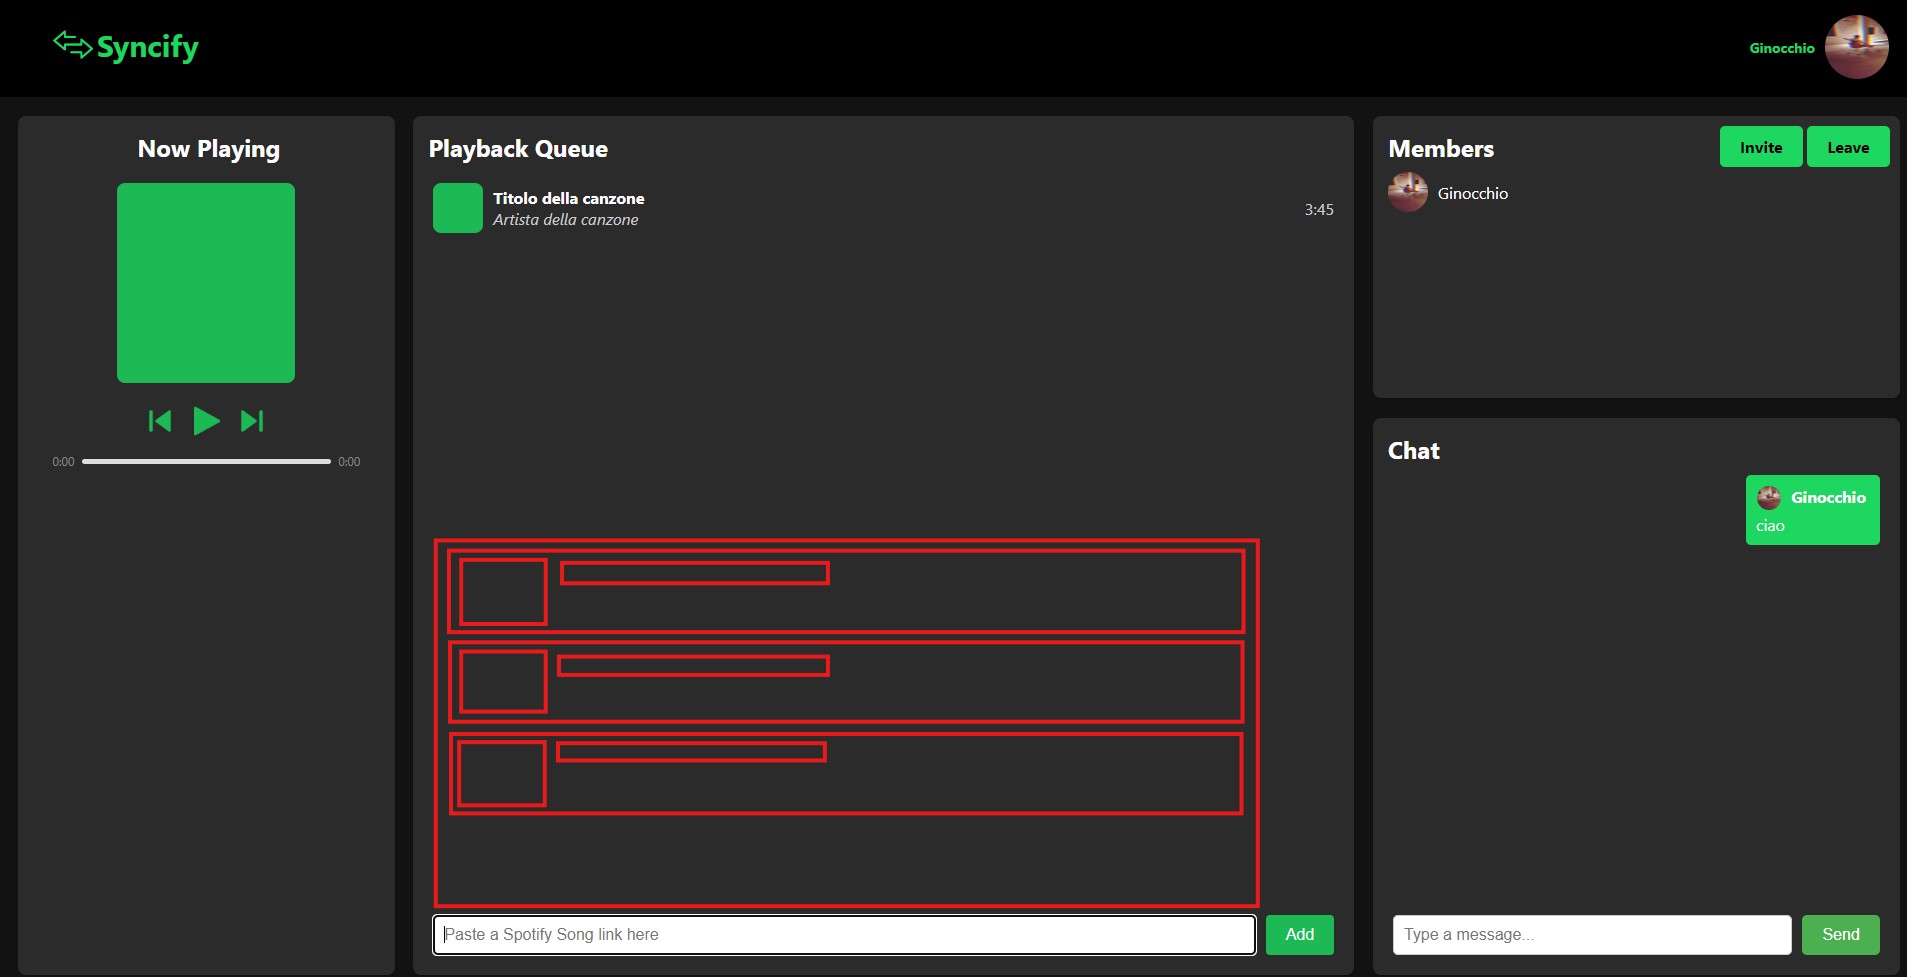 Syncify
Ginocchio
Now Playing
0:00 0:00
Playback Queue
Titolo della canzone
Artista della canzone
3:45
Paste a Spotify Song link here
Add
Members
Invite
Leave
Ginocchio
Chat
Ginocchio
ciao
Type a message...
Send